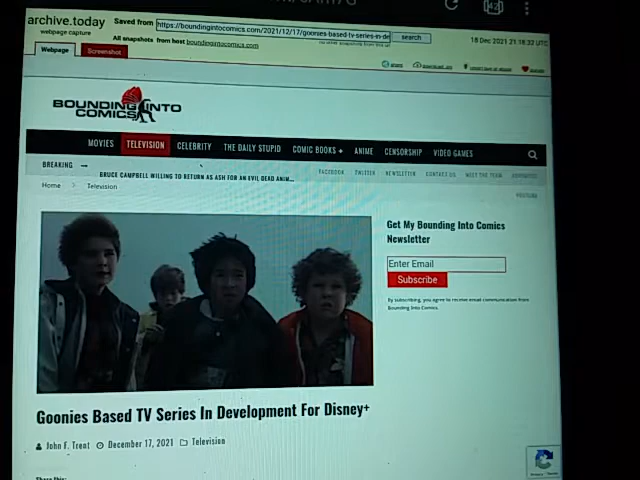 42
archive.today
webpage capture
Saved from
https://boundingintocomics.com/2021/12/17/goonies-based-tv-series-in-de
search
18 Dec 2021 21:18:32 UTC
All snapshots from host boundingintocomics.com
Webpage
Screenshot
share
BOUNDING INTO
COMICS
MOVIES
TELEVISION
CELEBRITY
THE DAILY STUPID
COMIC BOOKS
ANIME
CENSORSHIP
VIDEO GAMES
BREAKING
BRUCE CAMPBELL WILLING TO RETURN AS ASH FOR AN EVIL DEAD ANIM...
FACEBOOK
TWITTER
NEWSLETTER
CONTACT US
MEET THE TEAM
Home
Television
Get My Bounding Into Comics
Newsletter
Enter Email
Subscribe
By subscribing, you agree to receive email communication from
Bounding Into Comics.
Goonies Based TV Series In Development For Disney+
John F. Trent
December 17, 2021
Television